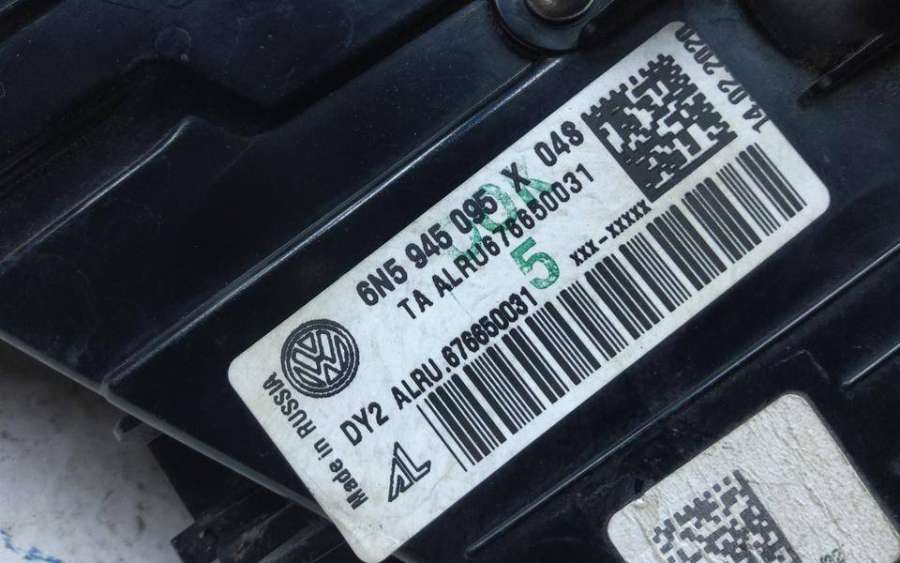 14.02.2020
6N5 945 095 X 048
TA ALRU676650031
5 XXX-XXXXX
DY2 ALRU.676650031
AL
Made in RUSSIA